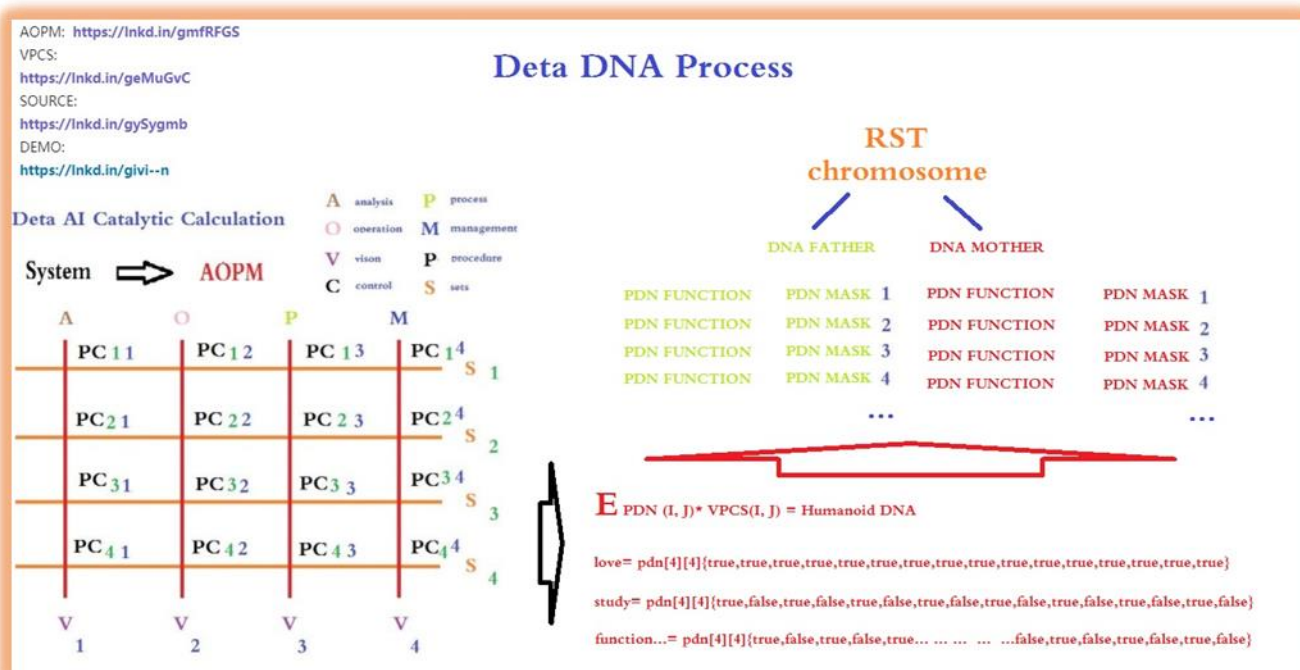 AOPM: https://lnkd.in/gmfRFGS
VPCS:
https://lnkd.in/geMuGvC
SOURCE:
https://lnkd.in/gySygmb
DEMO:
https://lnkd.in/givi--n
Deta DNA Process
Deta AI Catalytic Calculation
A analysis P process
O operation M management
V vison P procedure
C control S sets
System AOPM
A O P M
PC 1 1 PC 1 2 PC 1 3 PC 1 4
S 1
PC 2 1 PC 2 2 PC 2 3 PC 2 4
S 2
PC 3 1 PC 3 2 PC 3 3 PC 3 4
S 3
PC 4 1 PC 4 2 PC 4 3 PC 4 4
S 4
V V V V
1 2 3 4
RST
chromosome
DNA FATHER DNA MOTHER
PDN FUNCTION PDN MASK 1 PDN FUNCTION PDN MASK 1
PDN FUNCTION PDN MASK 2 PDN FUNCTION PDN MASK 2
PDN FUNCTION PDN MASK 3 PDN FUNCTION PDN MASK 3
PDN FUNCTION PDN MASK 4 PDN FUNCTION PDN MASK 4
... ...
E PDN (I, J)* VPCS(I, J) = Humanoid DNA
love= pdn[4][4]{true,true,true,true,true,true,true,true,true,true,true,true,true,true,true,true}
study= pdn[4][4]{true,false,true,false,true,false,true,false,true,false,true,false,true,false,true,false}
function...= pdn[4][4]{true,false,true,false,true... ... ... ... ...false,true,false,true,false,true,false}